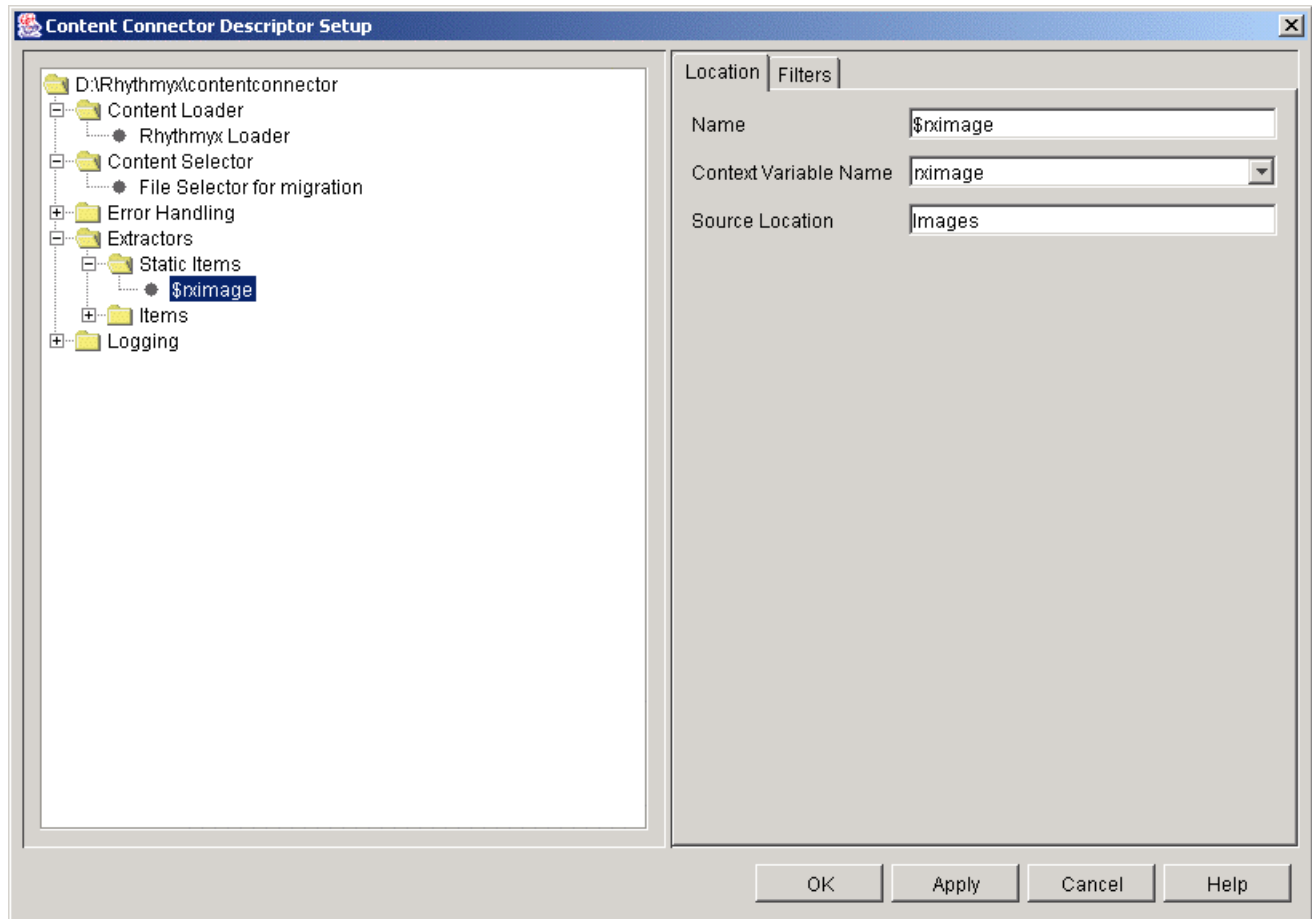 Content Connector Descriptor Setup
D:\Rhythmyx\contentconnector
Content Loader
Rhythmyx Loader
Content Selector
File Selector for migration
Error Handling
Extractors
Static Items
$rximage
Items
Logging
Location Filters
Name $rximage
Context Variable Name rximage
Source Location Images
OK Apply Cancel Help